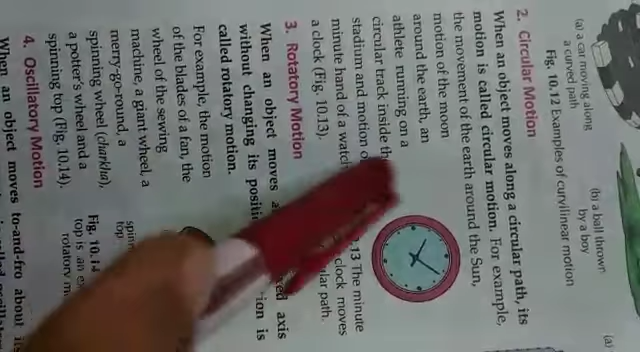 (a) a car moving along
a curved path
(b) a ball thrown
by a boy
(a)
Fig. 10.12 Examples of curvilinear motion
2. Circular Motion
When an object moves along a circular path, its
motion is called circular motion. For example,
the movement of the earth around the Sun,
motion of the moon
around the earth, an
athlete running on a
circular track inside
stadium and motion
minute hand of a watch
a clock (Fig. 10.13).
.13 The minute
clock moves
path.
3. Rotatory Motion
When an object moves axis
without changing its is
called rotatory motion.
For example, the motion
of the blades of a fan, the
wheel of the sewing
machine, a giant wheel, a
merry-go-round, a
spinning wheel (charkha),
a potter's wheel and a
spinning top (Fig. 10.14).
Fig. 10.14
top is an
rotatory
4. Oscillatory Motion
When an object moves to-and-fro about